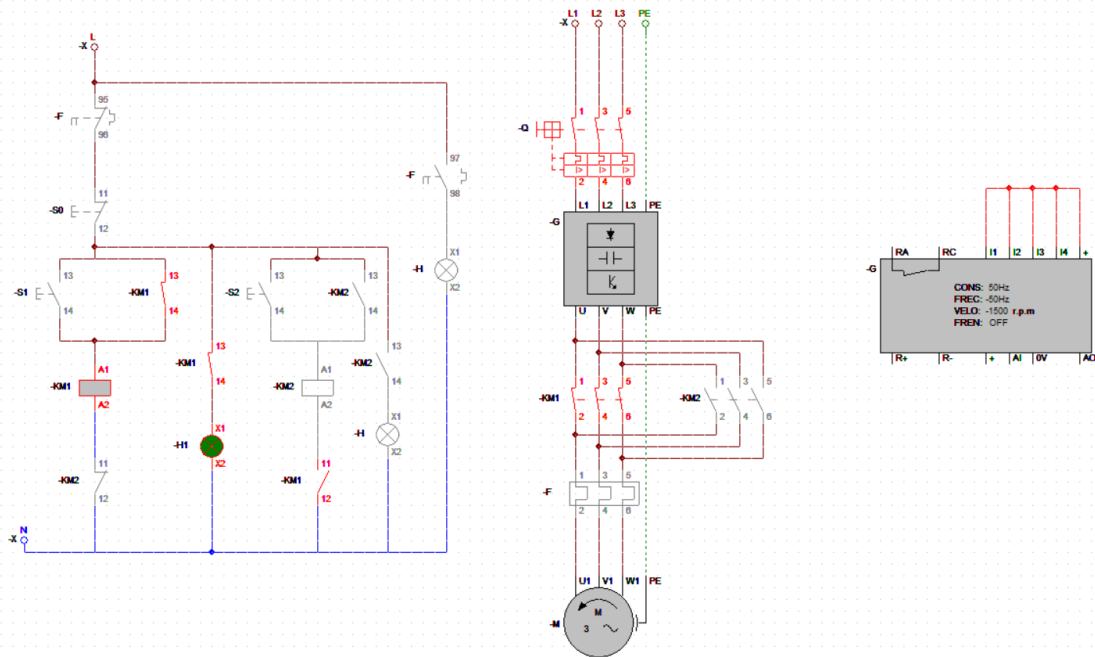 L
-X
95
-F
96
11
-S0
12
13
-S1
14
13
-KM1
14
A1
-KM1
A2
11
-KM2
12
N
-X
13
-KM1
14
X1
-H1
X2
13
-S2
14
13
-KM2
14
A1
-KM2
A2
11
-KM1
12
13
14
X1
-H
X2
97
-F
98
X1
-H
X2
L1 L2 L3 PE
-X
1 3 5
-Q
2 4 6
L1 L2 L3 PE
-G
U V W PE
1 3 5
-KM1
2 4 6
1 3 5
-KM2
2 4 6
1 3 5
-F
2 4 6
U1 V1 W1 PE
M
-M
3
RA RC I1 I2 I3 I4 +
-G
CONS: 50Hz
FREC: -50Hz
VELO: -1500 r.p.m
FREN: OFF
R+ R- + AI 0V AO